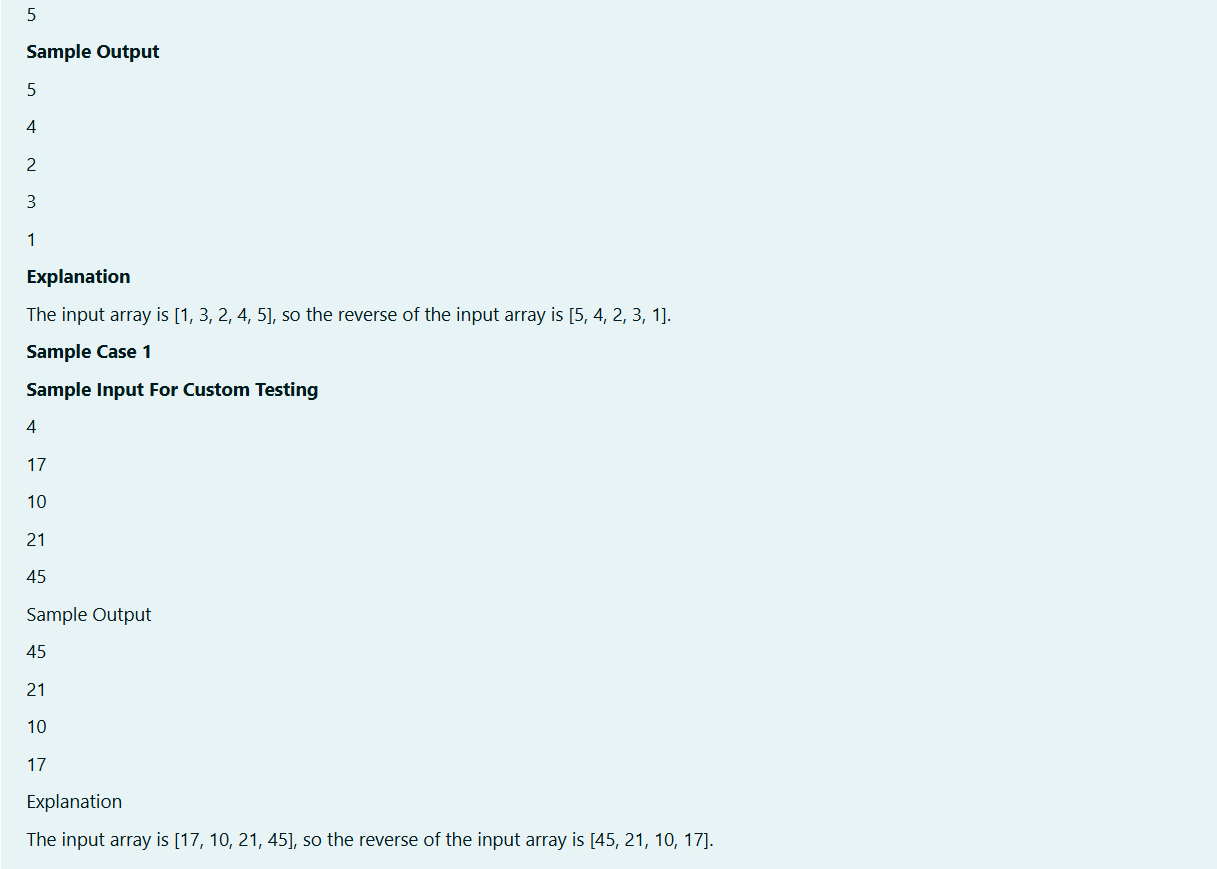 5
Sample Output
5
4
2
3
1
Explanation
The input array is [1, 3, 2, 4, 5], so the reverse of the input array is [5, 4, 2, 3, 1].
Sample Case 1
Sample Input For Custom Testing
4
17
10
21
45
Sample Output
45
21
10
17
Explanation
The input array is [17, 10, 21, 45], so the reverse of the input array is [45, 21, 10, 17].